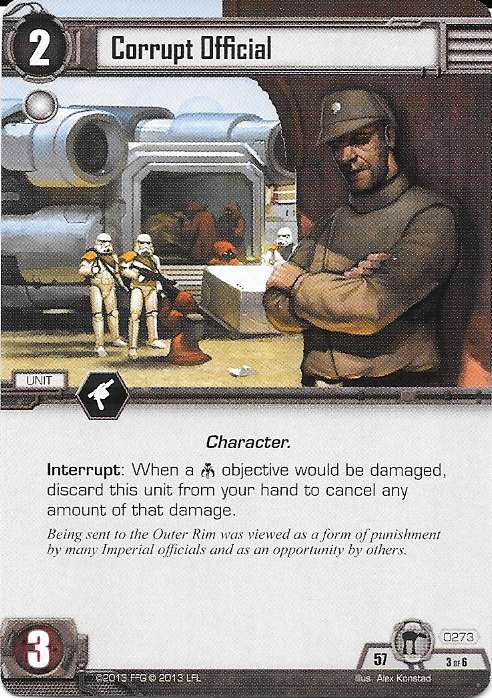 2
Corrupt Official
UNIT
Character.
Interrupt: When a objective would be damaged,
discard this unit from your hand to cancel any
amount of that damage.
Being sent to the Outer Rim was viewed as a form of punishment
by many Imperial officials and as an opportunity by others.
3
©2013 FFG © 2013 LFL
57
3 OF 6
0273
Illus. Alex Konstad